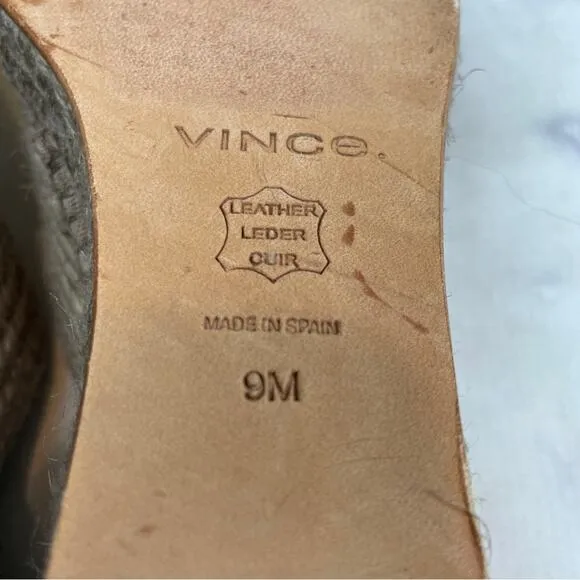 VINCe.
LEATHER
LEDER
CUIR
MADE IN SPAIN
9M